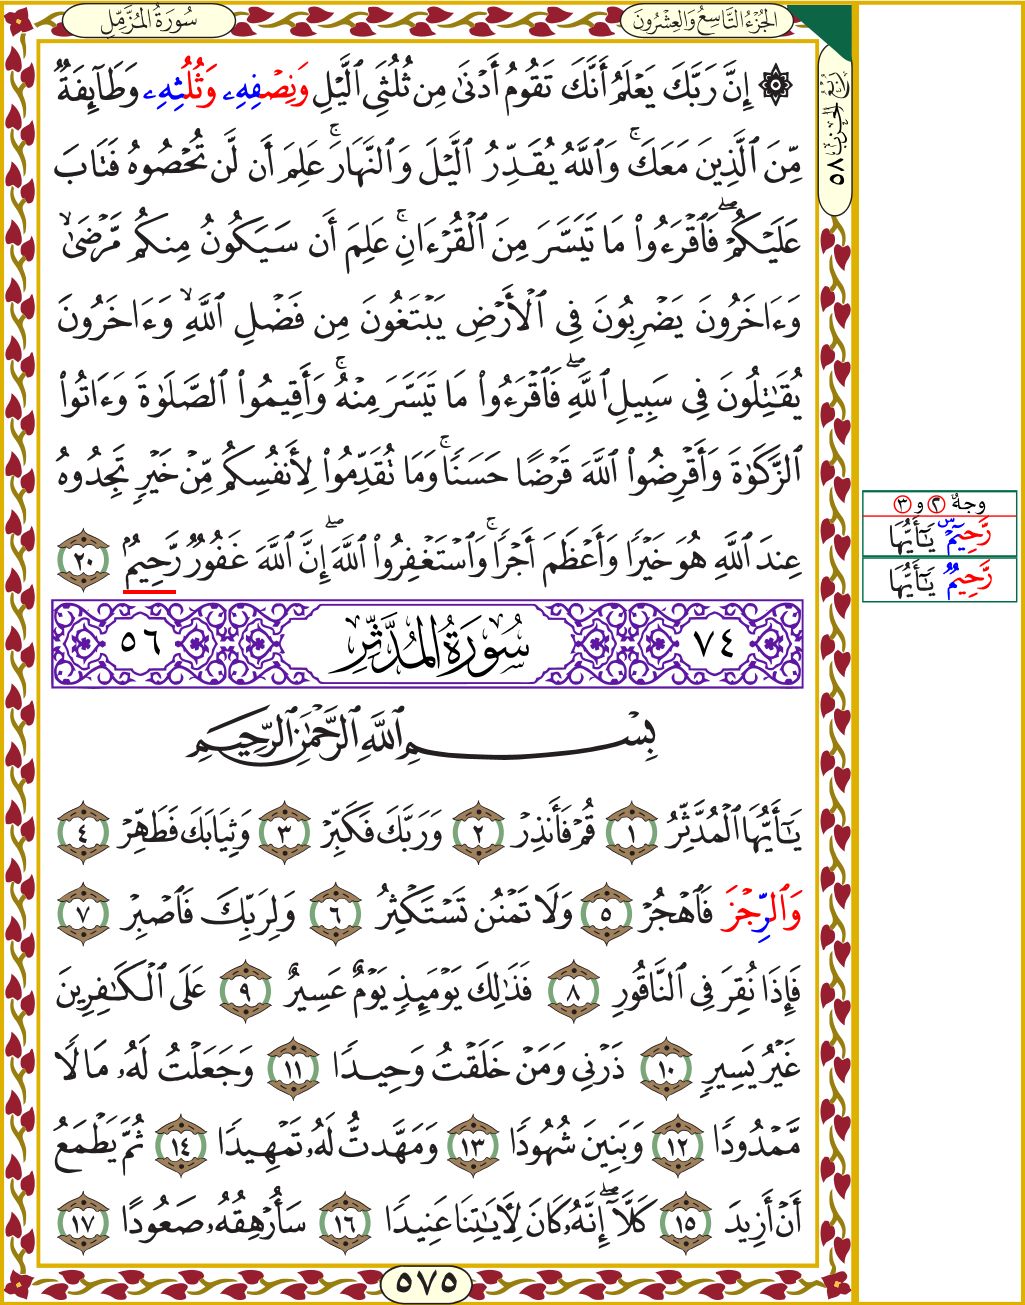 سُورَةُ الْمُزَّمِّلِ
الجُزْءُ التَّاسِعُ وَالعِشْرُونَ
۞ إِنَّ رَبَّكَ يَعْلَمُ أَنَّكَ تَقُومُ أَدْنَىٰ مِن ثُلُثَيِ ٱلَّيْلِ وَنِصْفِهِۦ وَثُلُثِهِۦ وَطَآئِفَةٌ
مِّنَ ٱلَّذِينَ مَعَكَۚ وَٱللَّهُ يُقَدِّرُ ٱلَّيْلَ وَٱلنَّهَارَۚ عَلِمَ أَن لَّن تُحْصُوهُ فَتَابَ
عَلَيْكُمْۖ فَٱقْرَءُوا۟ مَا تَيَسَّرَ مِنَ ٱلْقُرْءَانِۚ عَلِمَ أَن سَيَكُونُ مِنكُم مَّرْضَىٰۙ
وَءَاخَرُونَ يَضْرِبُونَ فِى ٱلْأَرْضِ يَبْتَغُونَ مِن فَضْلِ ٱللَّهِۙ وَءَاخَرُونَ
يُقَٰتِلُونَ فِى سَبِيلِ ٱللَّهِۖ فَٱقْرَءُوا۟ مَا تَيَسَّرَ مِنْهُۚ وَأَقِيمُوا۟ ٱلصَّلَوٰةَ وَءَاتُوا۟
ٱلزَّكَوٰةَ وَأَقْرِضُوا۟ ٱللَّهَ قَرْضًا حَسَنًاۚ وَمَا تُقَدِّمُوا۟ لِأَنفُسِكُم مِّنْ خَيْرٍ تَجِدُوهُ
عِندَ ٱللَّهِ هُوَ خَيْرًا وَأَعْظَمَ أَجْرًاۚ وَٱسْتَغْفِرُوا۟ ٱللَّهَۖ إِنَّ ٱللَّهَ غَفُورٌ رَّحِيمٌ ٢٠
٧٤ سُورَةُ الْمُدَّثِّرِ ٥٦
بِسْمِ ٱللَّهِ ٱلرَّحْمَٰنِ ٱلرَّحِيمِ
يَٰٓأَيُّهَا ٱلْمُدَّثِّرُ ١ قُمْ فَأَنذِرْ ٢ وَرَبَّكَ فَكَبِّرْ ٣ وَثِيَابَكَ فَطَهِّرْ ٤
وَٱلرِّجْزَ فَٱهْجُرْ ٥ وَلَا تَمْنُن تَسْتَكْثِرُ ٦ وَلِرَبِّكَ فَٱصْبِرْ ٧
فَإِذَا نُقِرَ فِى ٱلنَّاقُورِ ٨ فَذَٰلِكَ يَوْمَئِذٍ يَوْمٌ عَسِيرٌ ٩ عَلَى ٱلْكَٰفِرِينَ
غَيْرُ يَسِيرٍ ١٠ ذَرْنِى وَمَنْ خَلَقْتُ وَحِيدًا ١١ وَجَعَلْتُ لَهُۥ مَالًا
مَّمْدُودًا ١٢ وَبَنِينَ شُهُودًا ١٣ وَمَهَّدتُّ لَهُۥ تَمْهِيدًا ١٤ ثُمَّ يَطْمَعُ
أَنْ أَزِيدَ ١٥ كَلَّآۖ إِنَّهُۥ كَانَ لِأَيَٰتِنَا عَنِيدًا ١٦ سَأُرْهِقُهُۥ صَعُودًا ١٧
٥٧٥
رُبْعُ الحِزْبِ ٥٨
وجهُ ٢ و ٣
رَّحِيمٌ يَٰٓأَيُّهَا
رَّحِيمٌ يَٰٓأَيُّهَا